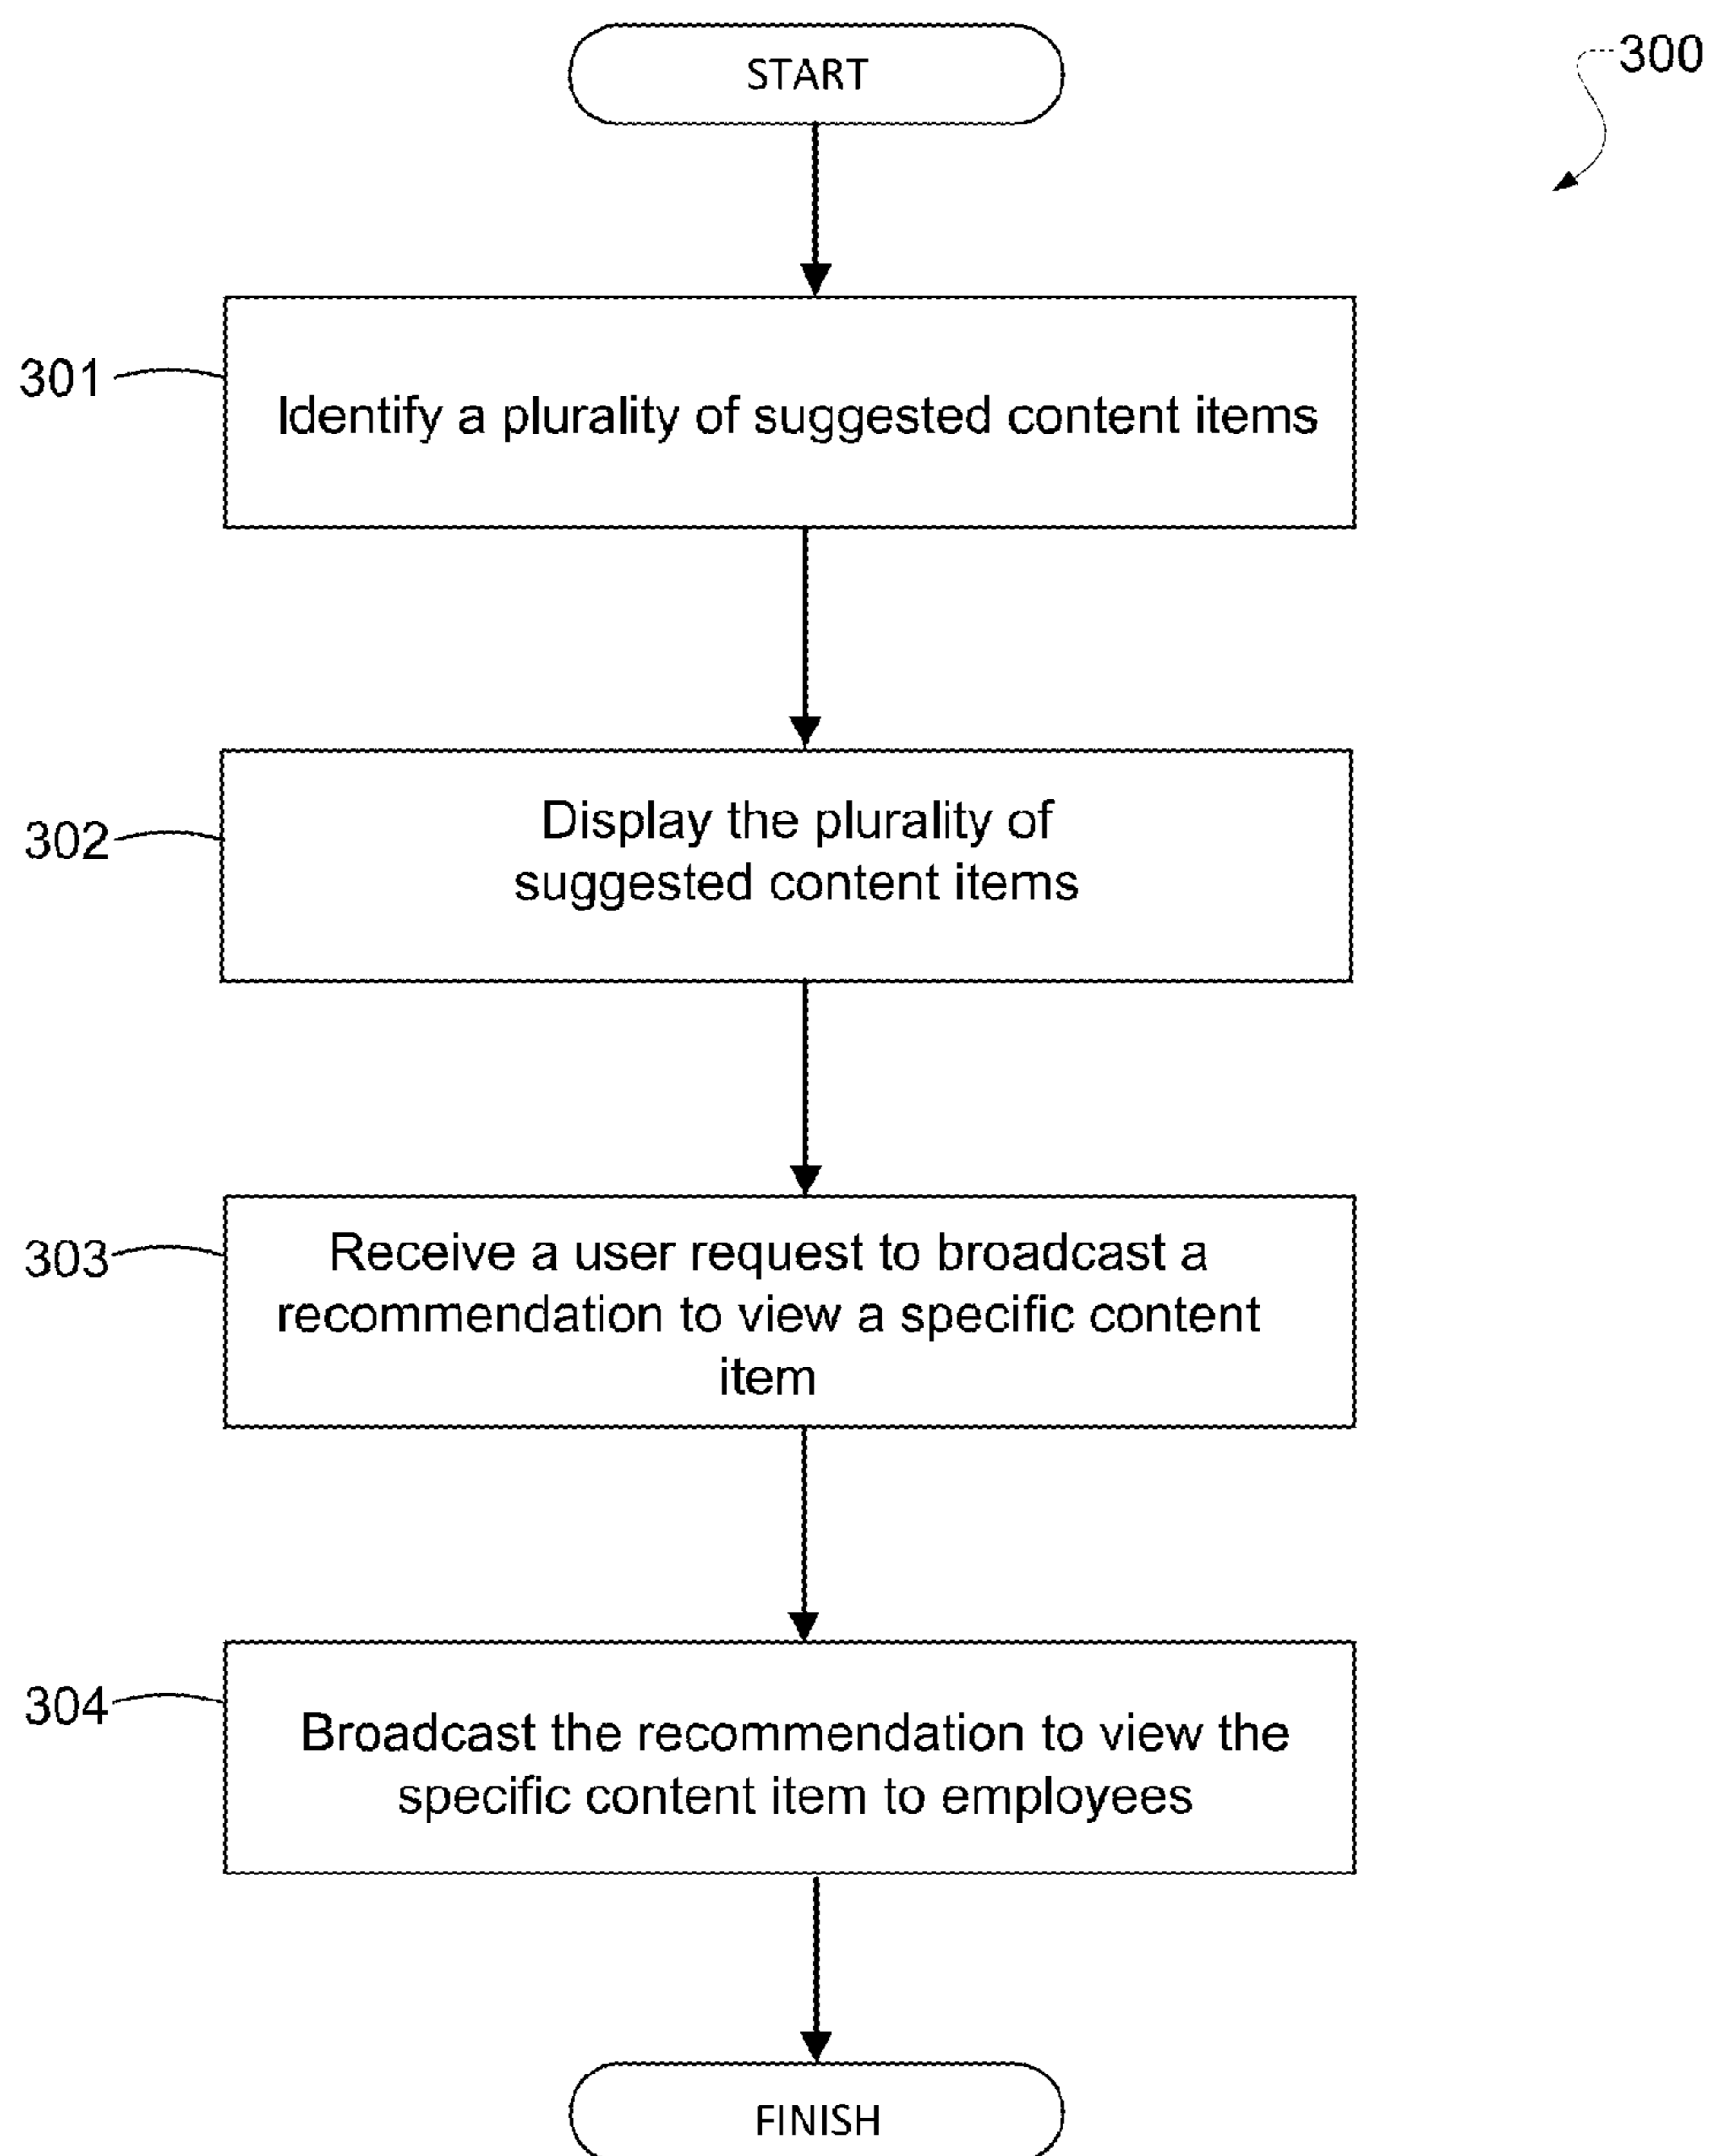 START
300
301
Identify a plurality of suggested content items
302
Display the plurality of
suggested content items
303
Receive a user request to broadcast a
recommendation to view a specific content
item
304
Broadcast the recommendation to view the
specific content item to employees
FINISH